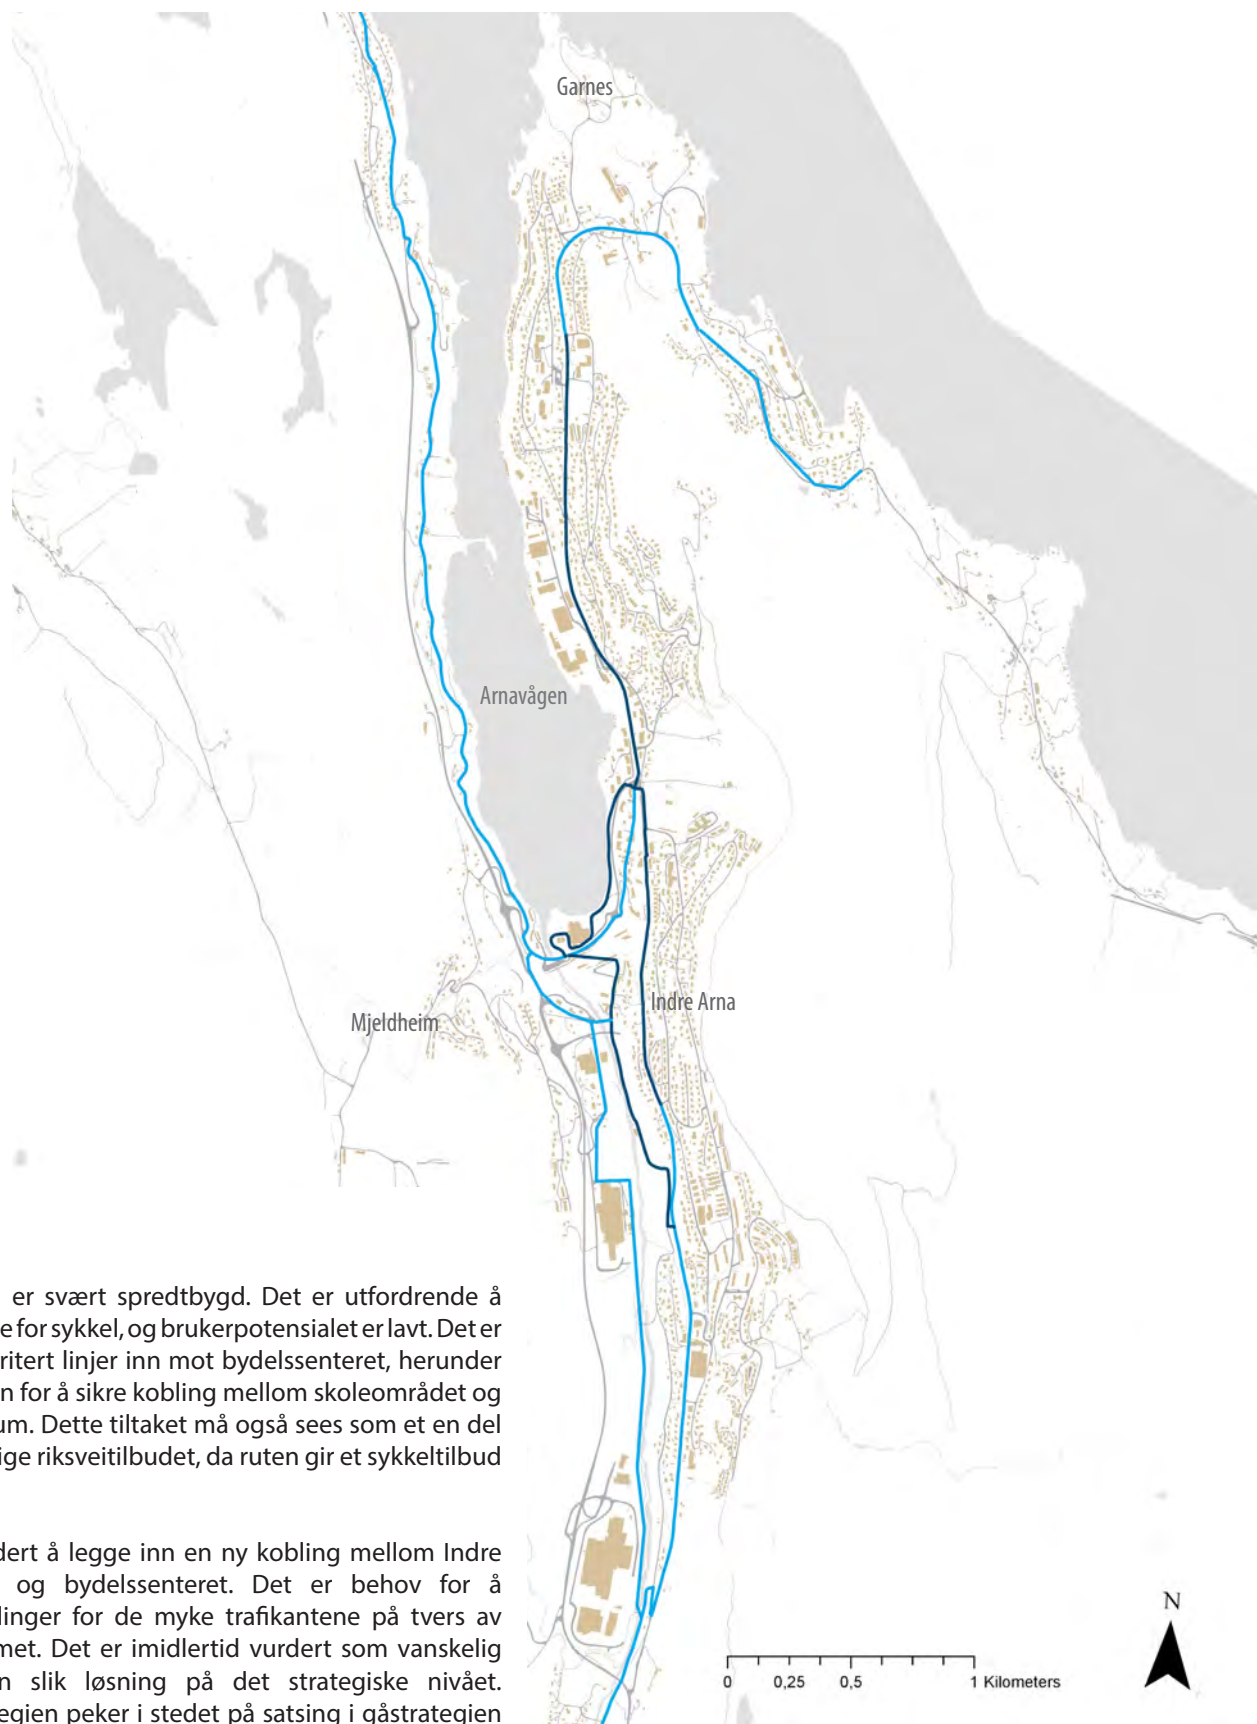 Garnes
Arnavågen
Indre Arna
Mjeldheim
er svært spredtbygd. Det er utfordrende å
e for sykkel, og brukerpotensialet er lavt. Det er
ritert linjer inn mot bydelssenteret, herunder
n for å sikre kobling mellom skoleområdet og
um. Dette tiltaket må også sees som et en del
ige riksveitilbudet, da ruten gir et sykkeltilbud
dert å legge inn en ny kobling mellom Indre
og bydelssenteret. Det er behov for å
linger for de myke trafikantene på tvers av
met. Det er imidlertid vurdert som vanskelig
n slik løsning på det strategiske nivået.
egien peker i stedet på satsing i gåstrategien
N
0 0,25 0,5 1 Kilometers